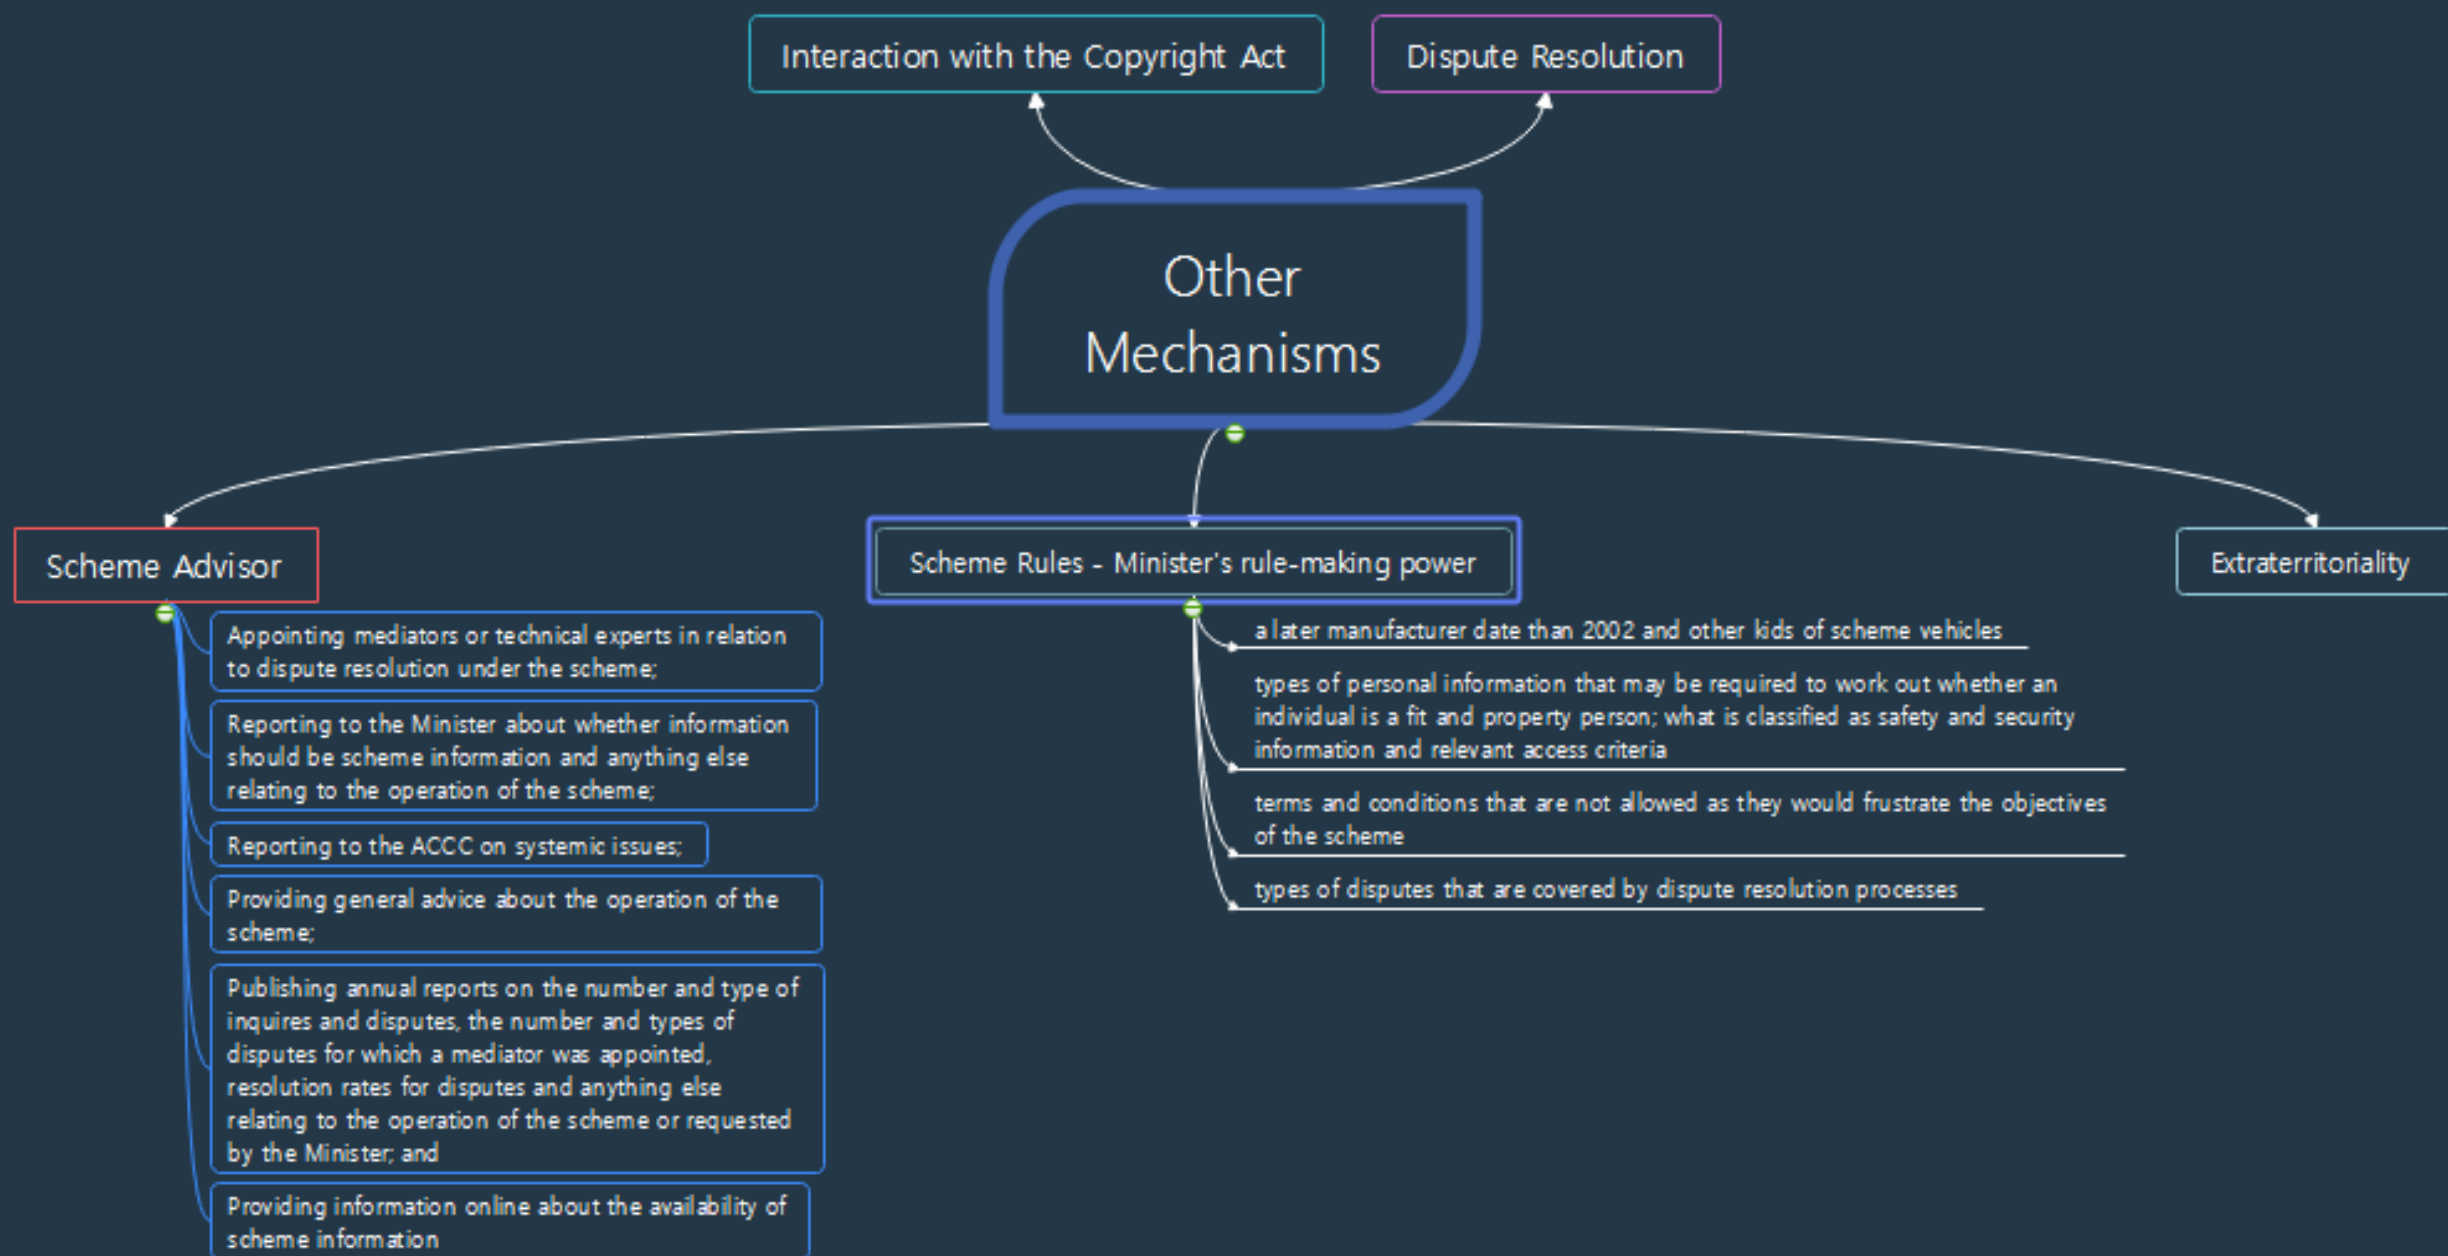 Interaction with the Copyright Act
Dispute Resolution
Other
Mechanisms
Scheme Advisor
Appointing mediators or technical experts in relation
to dispute resolution under the scheme;
Reporting to the Minister about whether information
should be scheme information and anything else
relating to the operation of the scheme;
Reporting to the ACCC on systemic issues;
Providing general advice about the operation of the
scheme;
Publishing annual reports on the number and type of
inquires and disputes, the number and types of
disputes for which a mediator was appointed,
resolution rates for disputes and anything else
relating to the operation of the scheme or requested
by the Minister; and
Providing information online about the availability of
scheme information
Scheme Rules - Minister's rule-making power
a later manufacturer date than 2002 and other kids of scheme vehicles
types of personal information that may be required to work out whether an
individual is a fit and property person; what is classified as safety and security
information and relevant access criteria
terms and conditions that are not allowed as they would frustrate the objectives
of the scheme
types of disputes that are covered by dispute resolution processes
Extraterritoriality